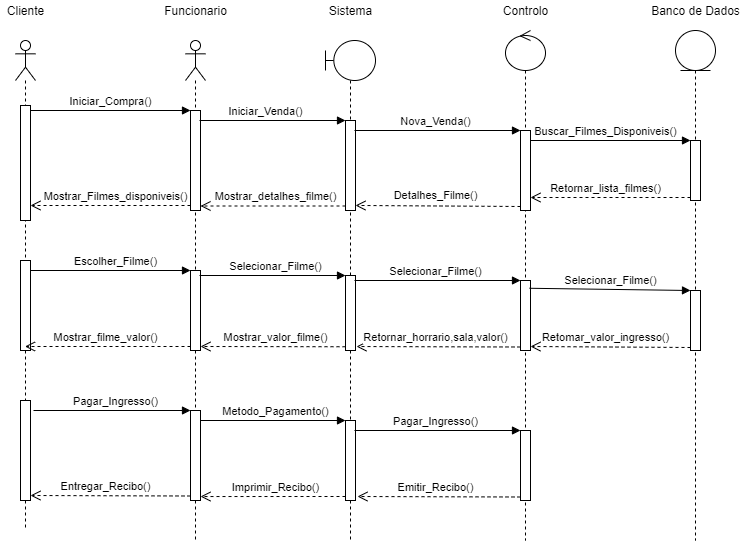 Cliente
Funcionario
Sistema
Controlo
Banco de Dados
Iniciar_Compra()
Iniciar_Venda()
Nova_Venda()
Buscar_Filmes_Disponiveis()
Mostrar_Filmes_disponiveis()
Mostrar_detalhes_filme()
Detalhes_Filme()
Retornar_lista_filmes()
Escolher_Filme()
Selecionar_Filme()
Selecionar_Filme()
Selecionar_Filme()
Mostrar_filme_valor()
Mostrar_valor_filme()
Retornar_horrario,sala,valor()
Retornar_valor_ingresso()
Pagar_Ingresso()
Metodo_Pagamento()
Pagar_Ingresso()
Entregar_Recibo()
Imprimir_Recibo()
Emitir_Recibo()